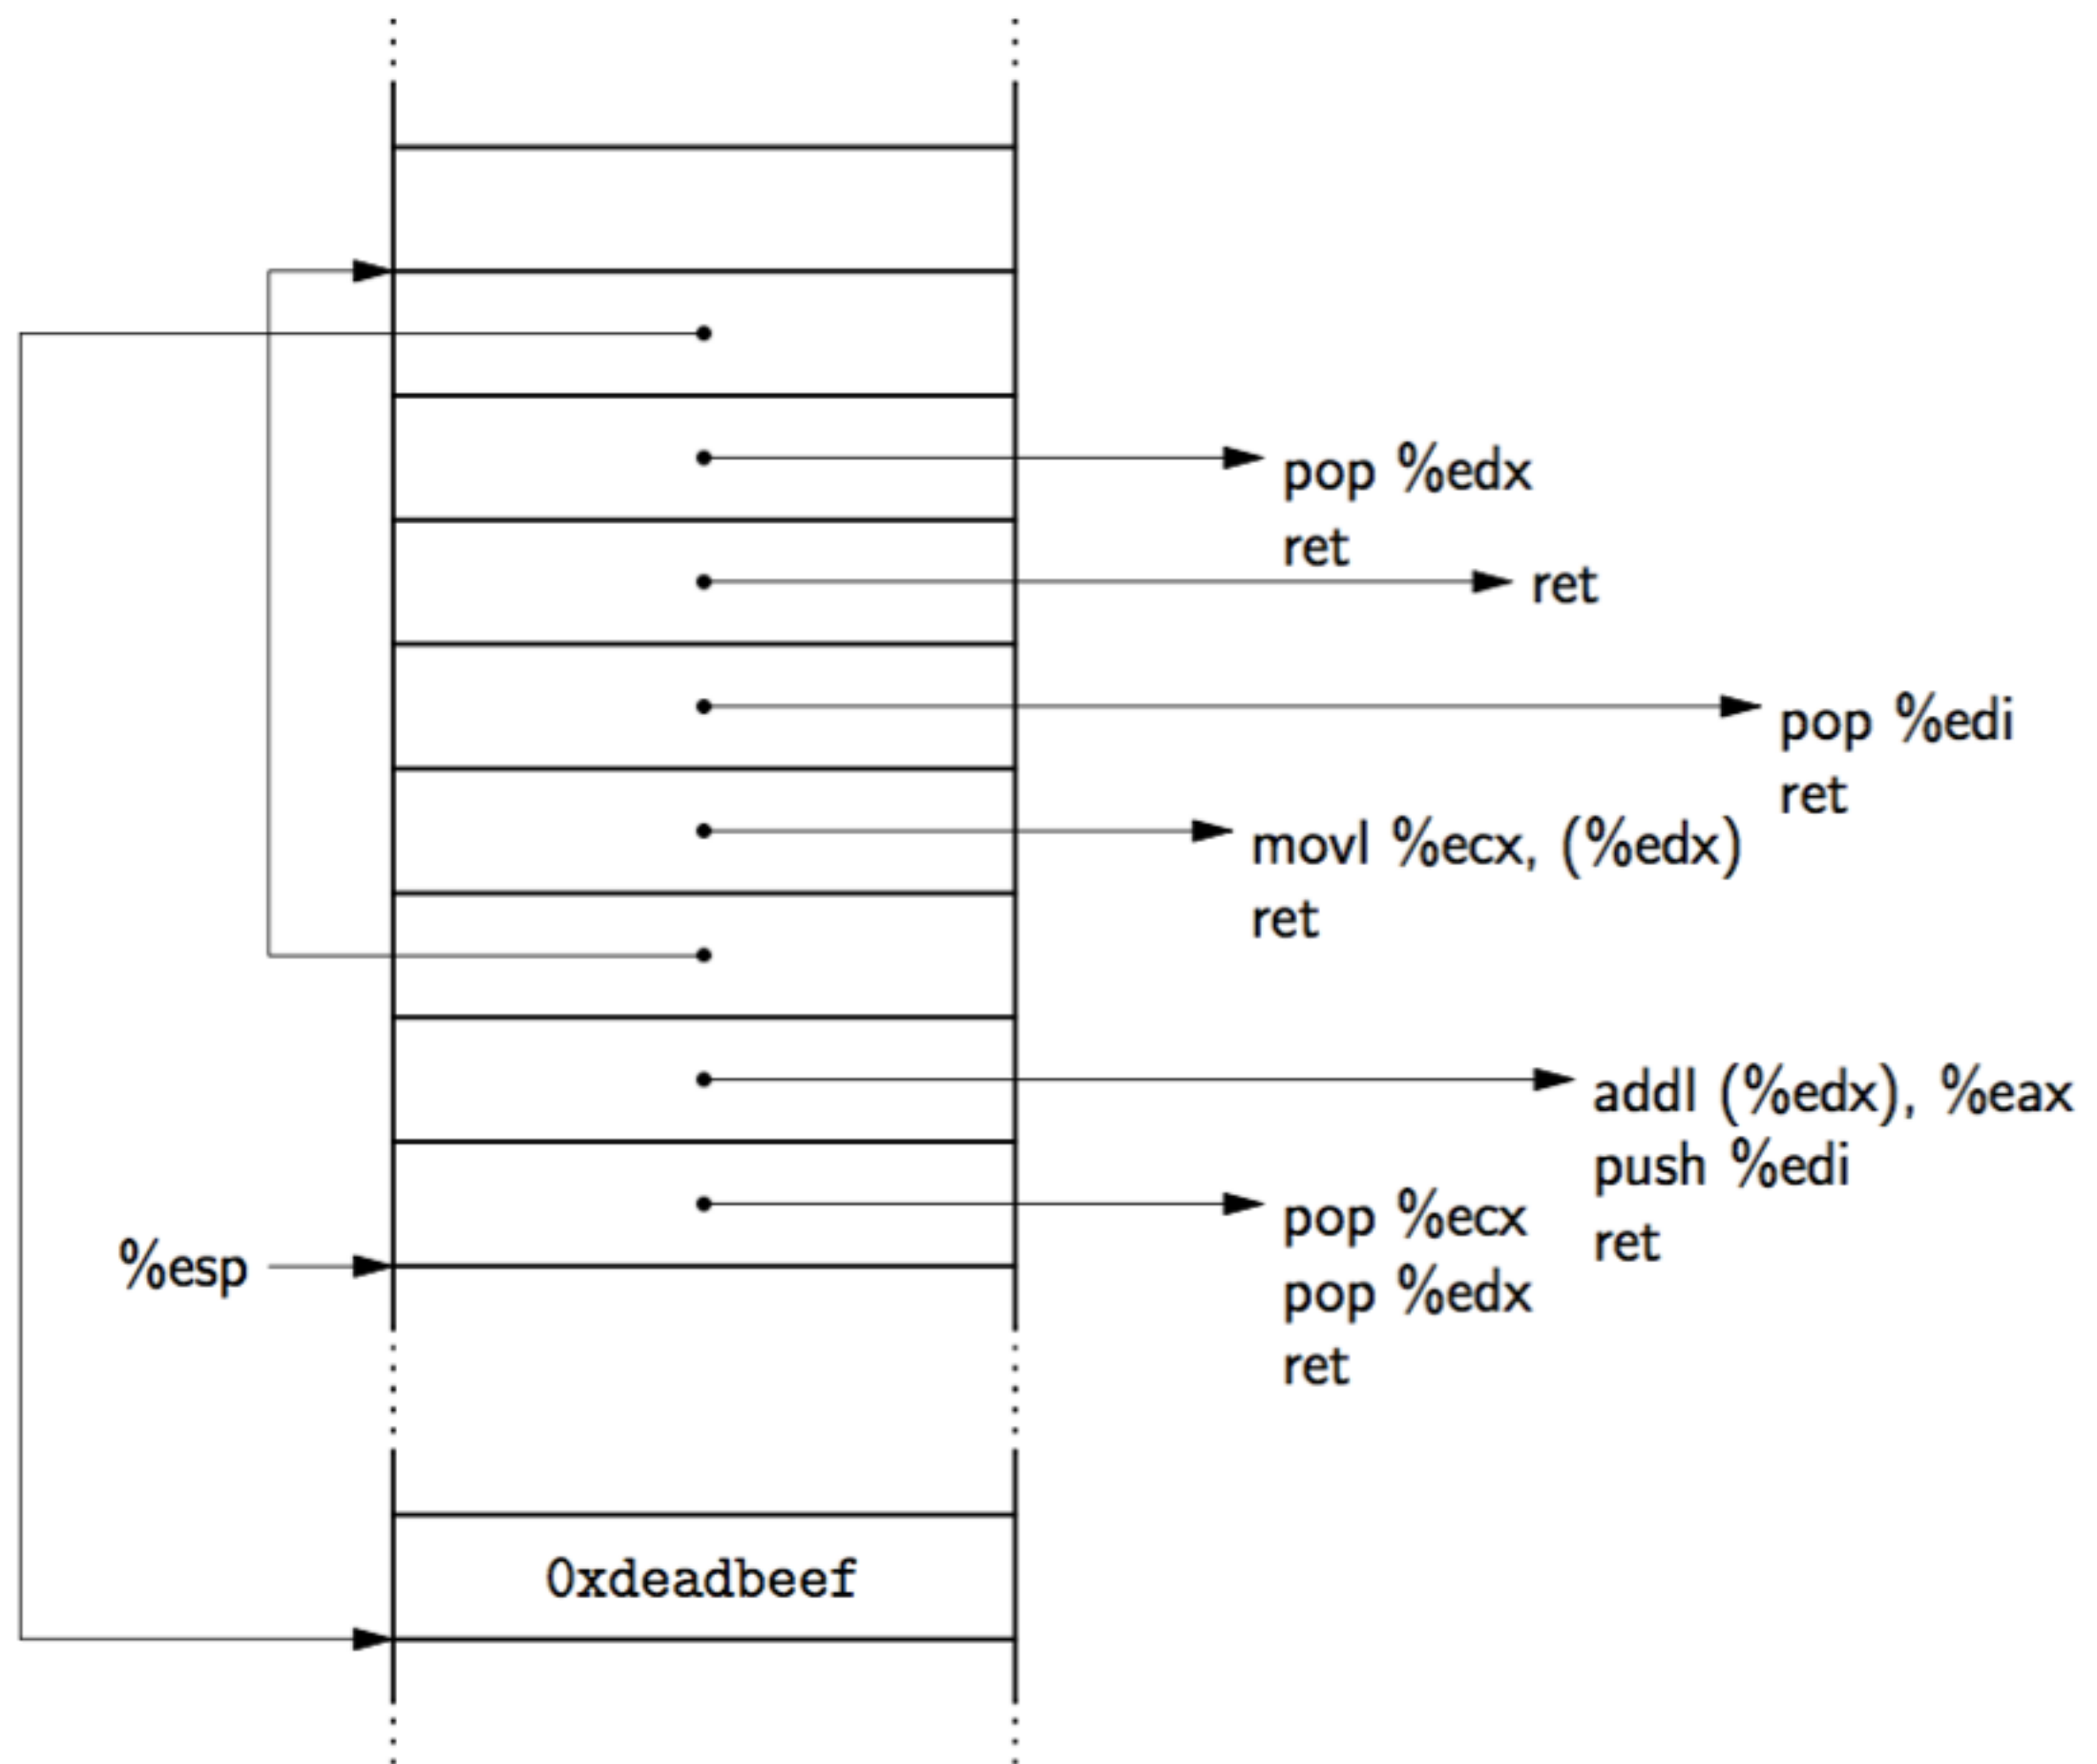 pop %edx
ret
ret
pop %edi
ret
movl %ecx, (%edx)
ret
addl (%edx), %eax
push %edi
ret
pop %ecx
pop %edx
ret
%esp
0xdeadbeef